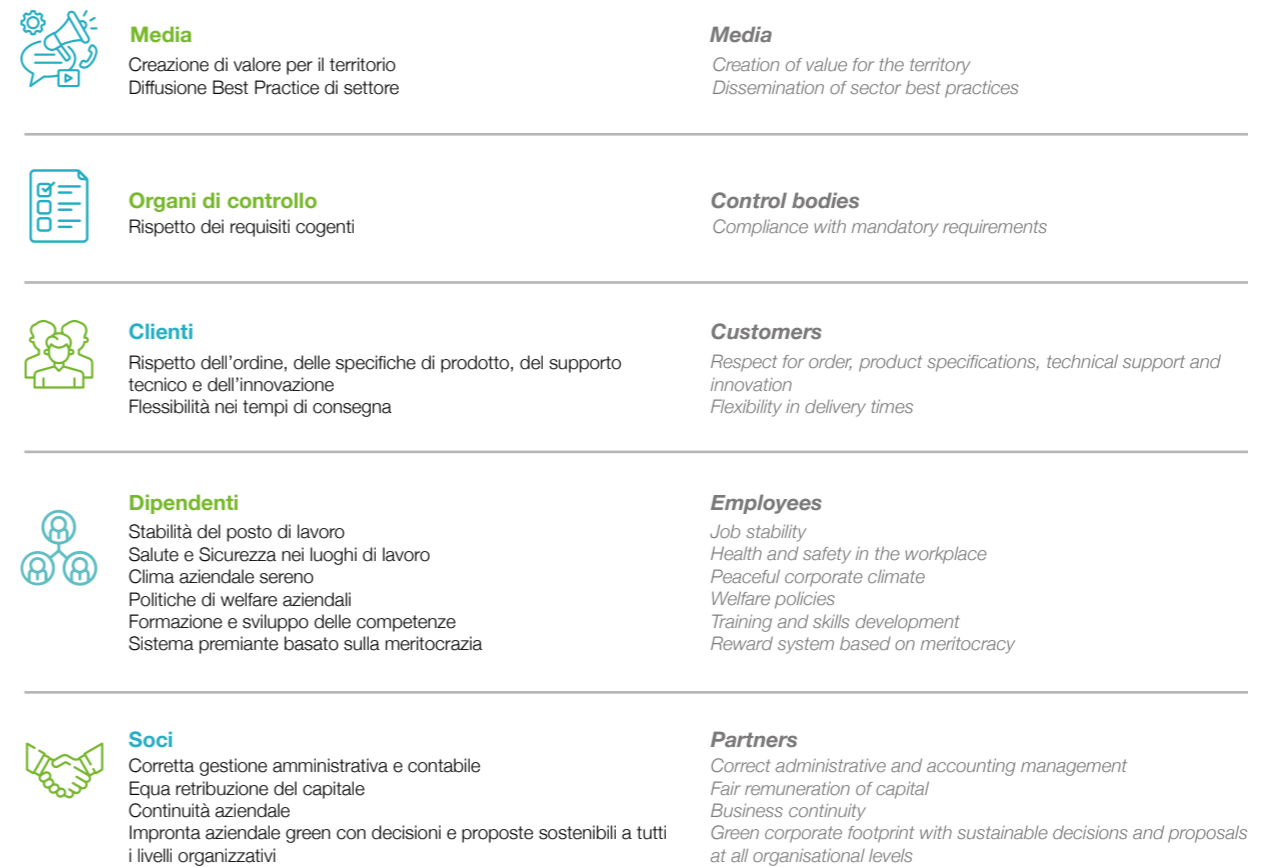 Media
Creazione di valore per il territorio
Diffusione Best Practice di settore
Media
Creation of value for the territory
Dissemination of sector best practices
Organi di controllo
Rispetto dei requisiti cogenti
Control bodies
Compliance with mandatory requirements
Clienti
Rispetto dell’ordine, delle specifiche di prodotto, del supporto
tecnico e dell’innovazione
Flessibilità nei tempi di consegna
Customers
Respect for order, product specifications, technical support and
innovation
Flexibility in delivery times
Dipendenti
Stabilità del posto di lavoro
Salute e Sicurezza nei luoghi di lavoro
Clima aziendale sereno
Politiche di welfare aziendali
Formazione e sviluppo delle competenze
Sistema premiante basato sulla meritocrazia
Employees
Job stability
Health and safety in the workplace
Peaceful corporate climate
Welfare policies
Training and skills development
Reward system based on meritocracy
Soci
Corretta gestione amministrativa e contabile
Equa retribuzione del capitale
Continuità aziendale
Impronta aziendale green con decisioni e proposte sostenibili a tutti
i livelli organizzativi
Partners
Correct administrative and accounting management
Fair remuneration of capital
Business continuity
Green corporate footprint with sustainable decisions and proposals
at all organisational levels